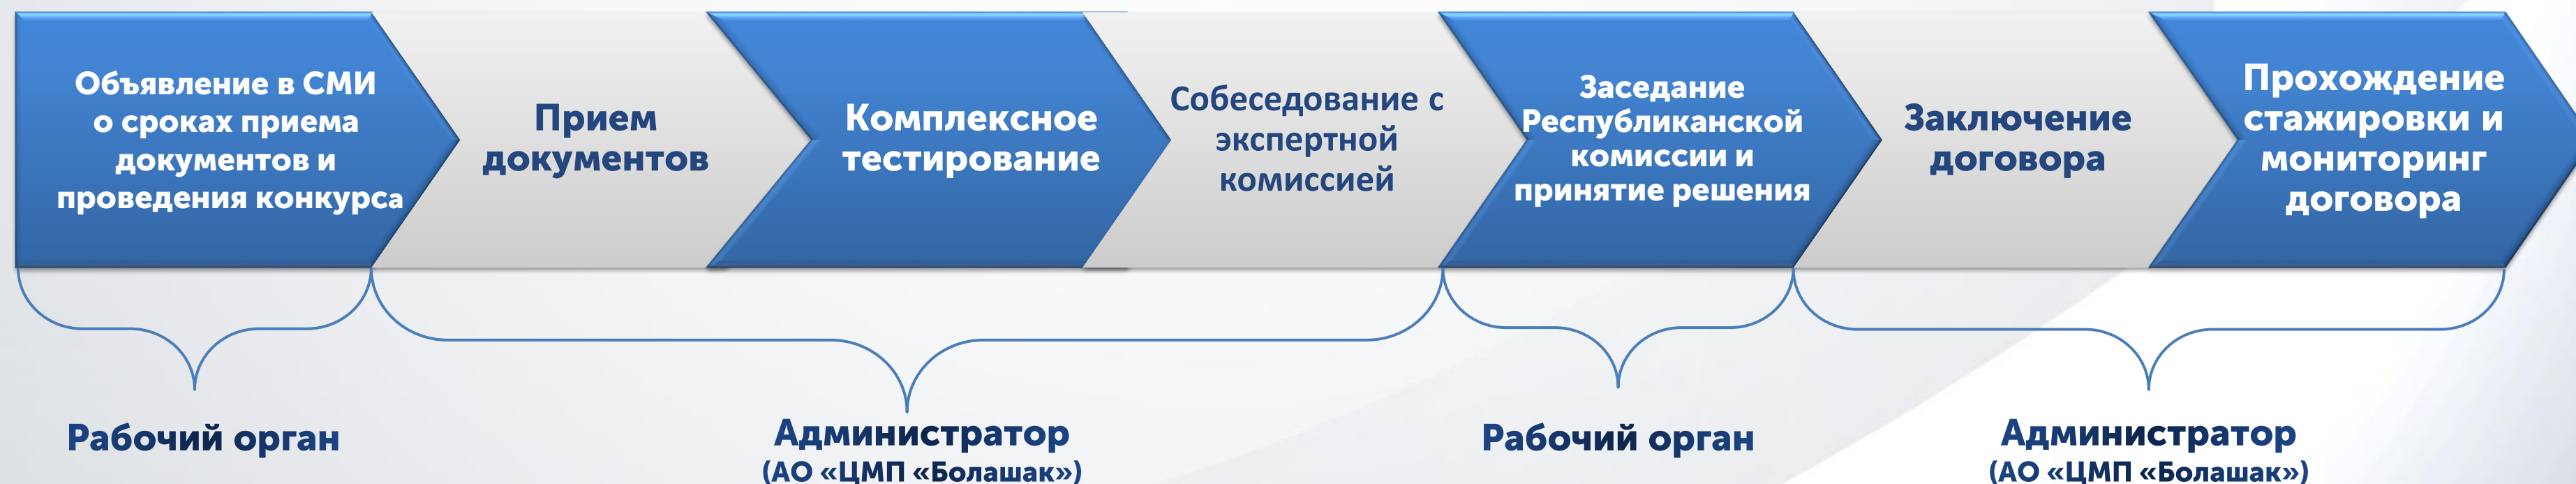 Объявление в СМИ
о сроках приема
документов и
проведения конкурса
Прием
документов
Комплексное
тестирование
Собеседование с
экспертной
комиссией
Заседание
Республиканской
комиссии и
принятие решения
Заключение
договора
Прохождение
стажировки и
мониторинг
договора
Рабочий орган
Администратор
(АО «ЦМП «Болашак»)
Рабочий орган
Администратор
(АО «ЦМП «Болашак»)